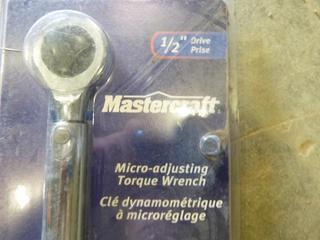 1/2" Drive
Prise
Mastercraft
Micro-adjusting
Torque Wrench
Clé dynamométrique
à microréglage